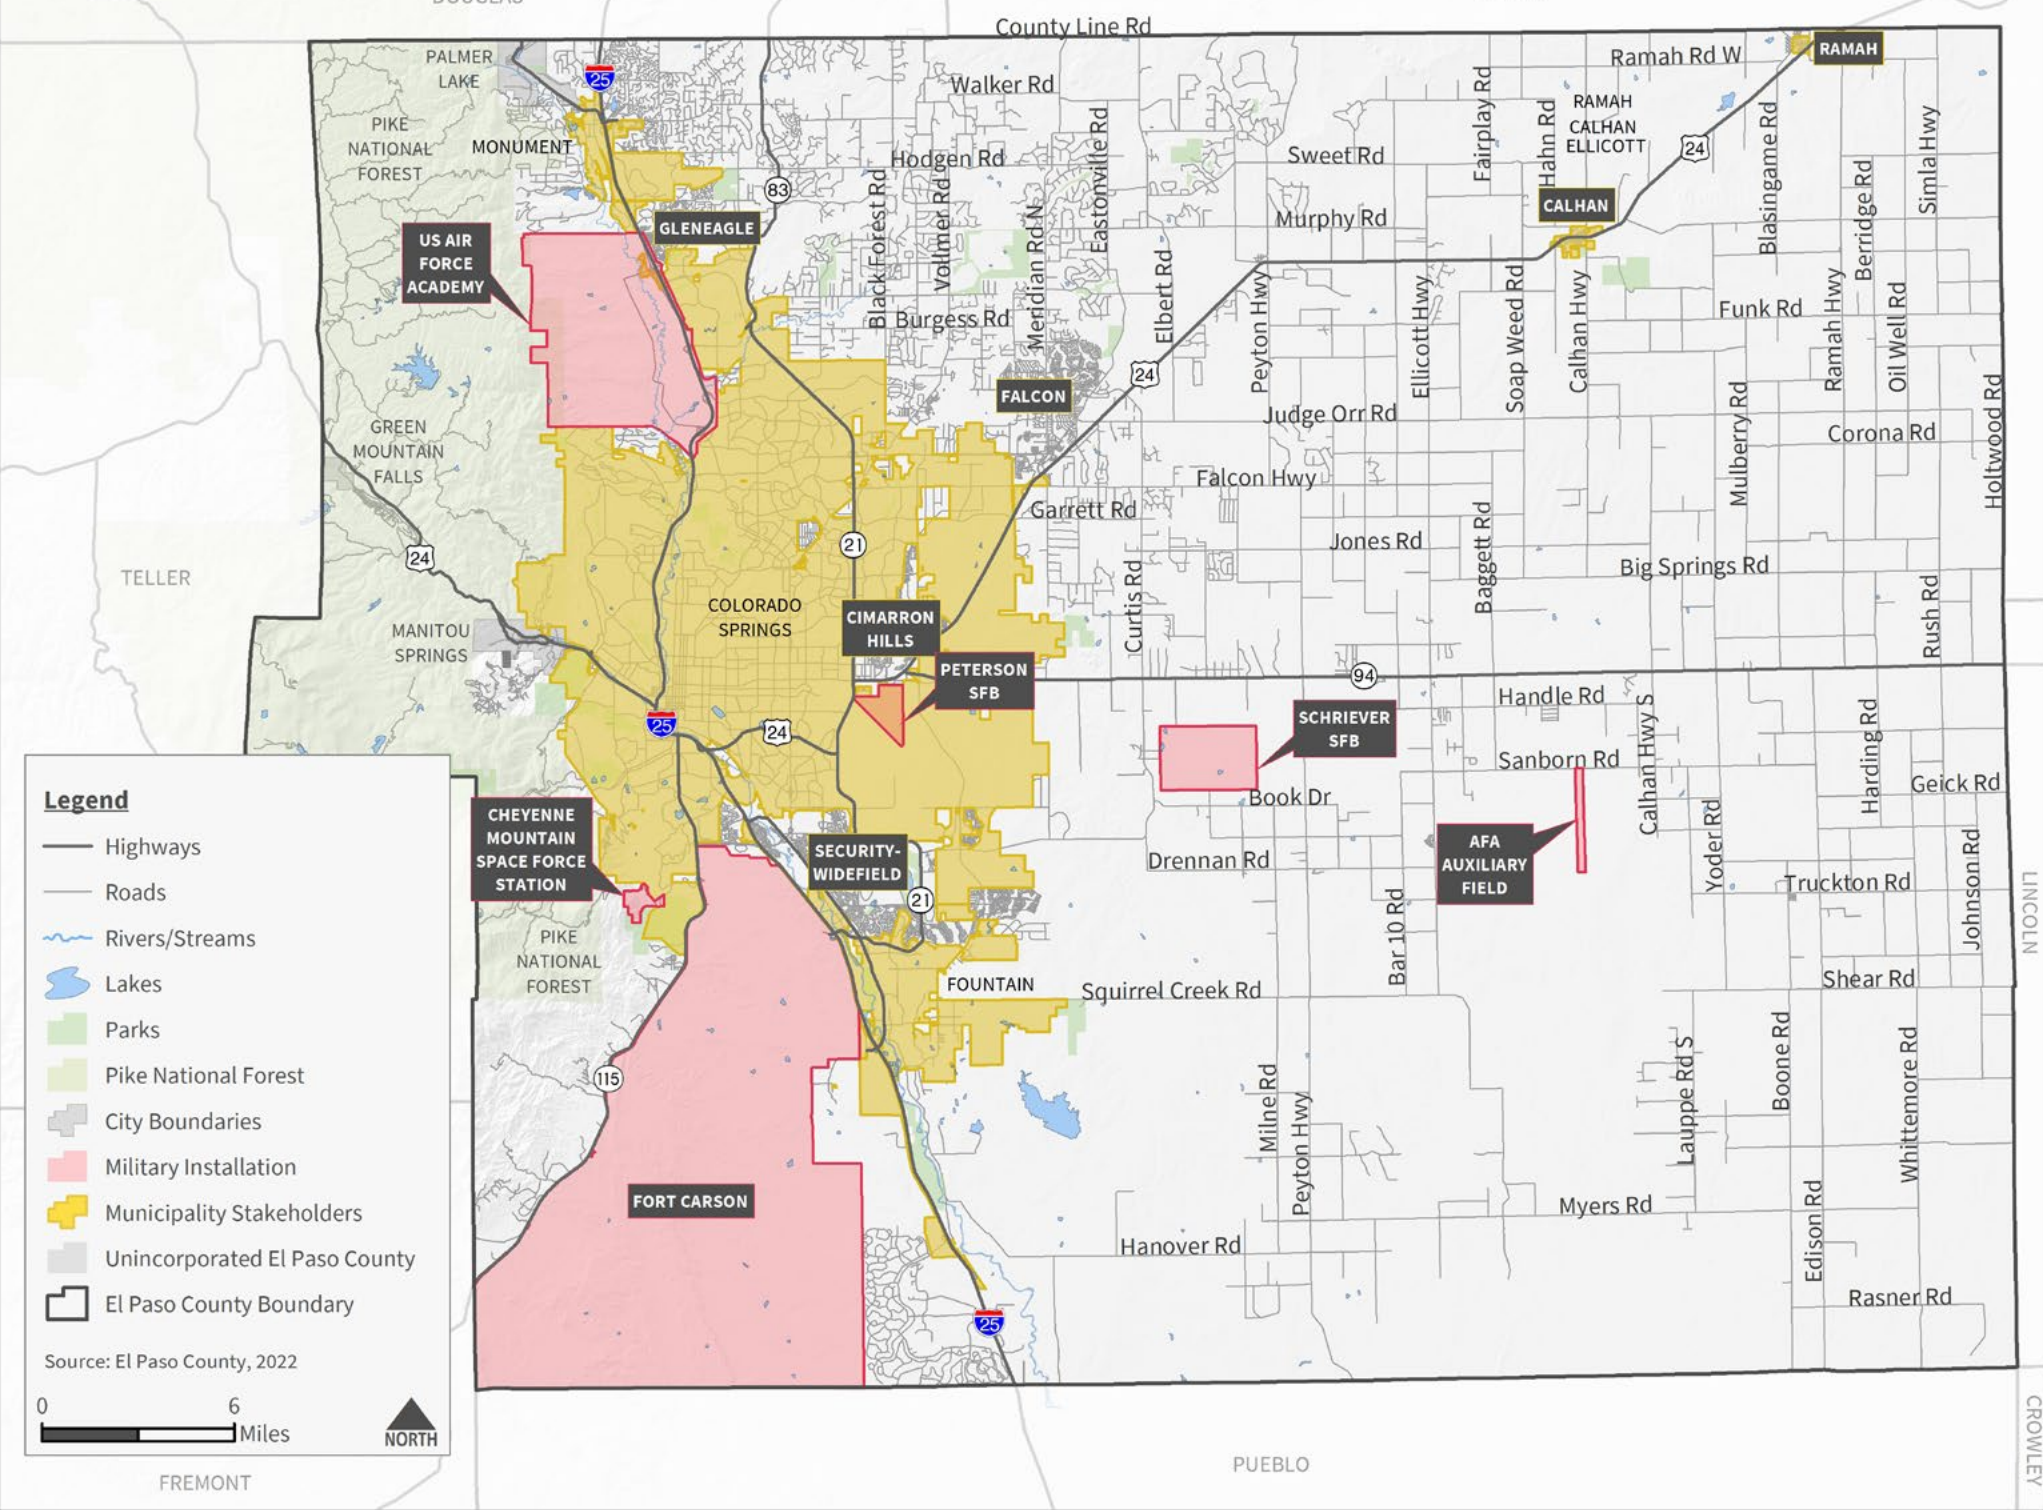 DOUGLAS
County Line Rd
PALMER
LAKE
25
Walker Rd
Ramah Rd W
RAMAH
PIKE
NATIONAL
FOREST
MONUMENT
83
Hodgen Rd
Black Forest Rd
Vollmer Rd
Meridian Rd N
Eastonville Rd
Sweet Rd
Fairplay Rd
Hahn Rd
RAMAH
CALHAN
ELLICOTT
24
Blasingame Rd
Berridge Rd
Simla Hwy
CALHAN
Murphy Rd
GLENEAGLE
US AIR
FORCE
ACADEMY
Burgess Rd
Elbert Rd
Peyton Hwy
Ellicott Hwy
Soap Weed Rd
Calhan Hwy
Funk Rd
Ramah Hwy
Oil Well Rd
24
FALCON
Judge Orr Rd
Mulberry Rd
Corona Rd
Holtwood Rd
GREEN
MOUNTAIN
FALLS
Falcon Hwy
Garrett Rd
Jones Rd
Baggett Rd
Big Springs Rd
24
21
TELLER
Curtis Rd
Rush Rd
COLORADO
SPRINGS
CIMARRON
HILLS
MANITOU
SPRINGS
PETERSON
SFB
94
Handle Rd
25
24
SCHRIEVER
SFB
Sanborn Rd
Calhan Hwy S
Harding Rd
Geick Rd
Book Dr
Yoder Rd
CHEYENNE
MOUNTAIN
SPACE FORCE
STATION
SECURITY-
WIDEFIELD
Drennan Rd
AFA
AUXILIARY
FIELD
Truckton Rd
Johnson Rd
LINCOLN
21
Bar 10 Rd
PIKE
NATIONAL
FOREST
FOUNTAIN
Squirrel Creek Rd
Shear Rd
115
Milne Rd
Peyton Hwy
Lauppe Rd S
Boone Rd
Whittemore Rd
FORT CARSON
Myers Rd
Hanover Rd
Edison Rd
Rasner Rd
25
Legend
Highways
Roads
Rivers/Streams
Lakes
Parks
Pike National Forest
City Boundaries
Military Installation
Municipality Stakeholders
Unincorporated El Paso County
El Paso County Boundary
Source: El Paso County, 2022
0 6
Miles
NORTH
FREMONT
PUEBLO
CROWLEY